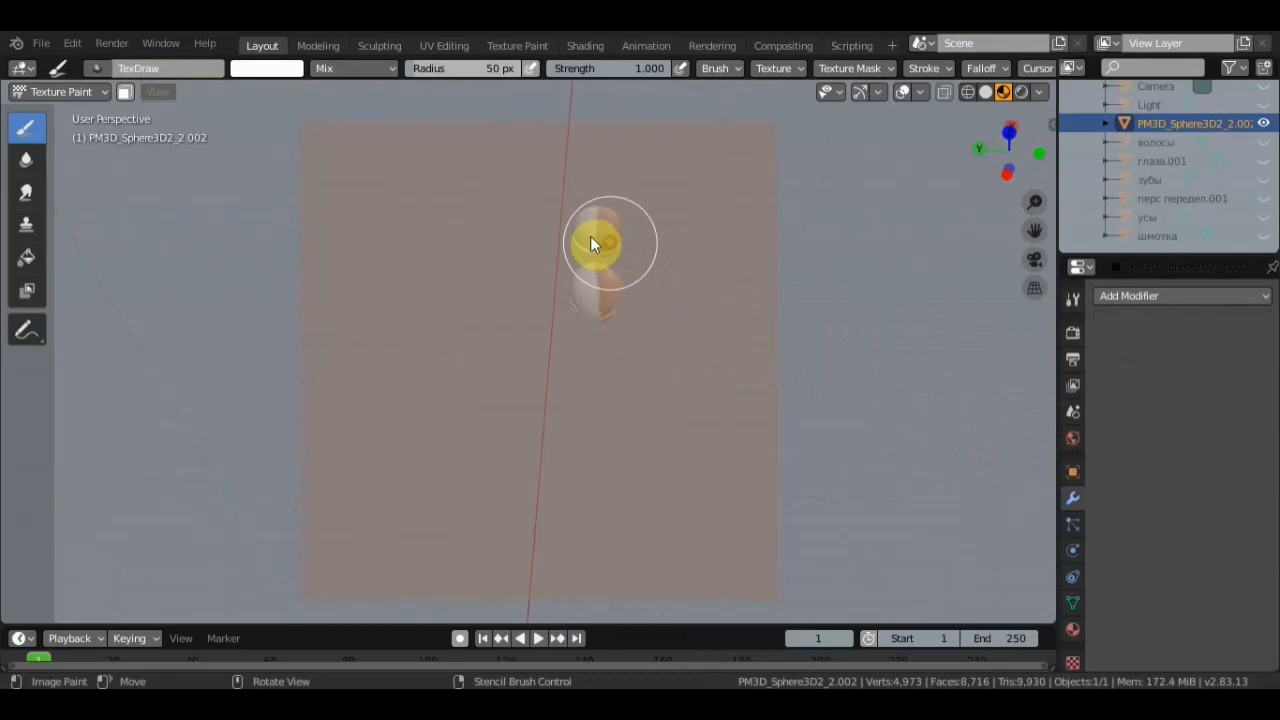 File Edit Render Window Help Layout Modeling Sculpting UV Editing Texture Paint Shading Animation Rendering Compositing Scripting + Scene View Layer
TexDraw Mix Radius 50 px Strength 1.000 Brush Texture Texture Mask Stroke Falloff Cursor
Texture Paint View
User Perspective
(1) PM3D_Sphere3D2_2.002
X
Y
Camera
Light
PM3D_Sphere3D2_2.002
волосы
глаза.001
зубы
перс передел.001
усы
шмотка
PM3D_Sphere3D2_2.002
Add Modifier
Playback Keying View Marker 1 Start 1 End 250
1
Image Paint Move Rotate View Stencil Brush Control PM3D_Sphere3D2_2.002 | Verts:4,973 | Faces:8,716 | Tris:9,930 | Objects:1/1 | Mem: 172.4 MiB | v2.83.13